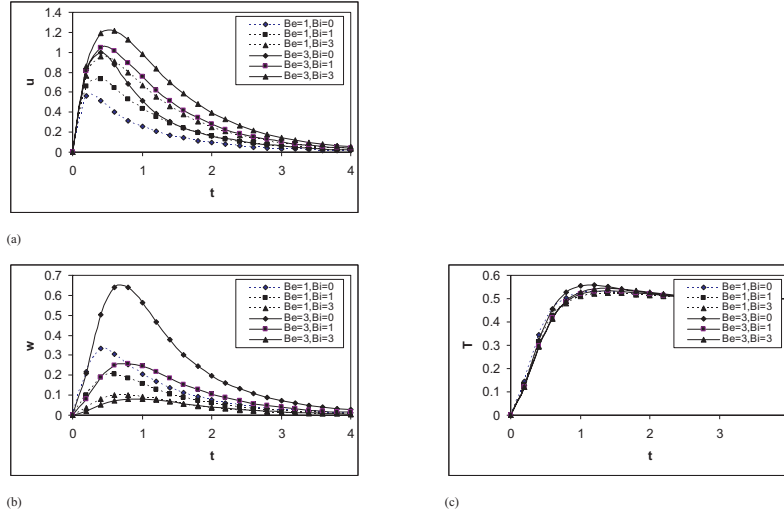 1.4
1.2
1
0.8
0.6
0.4
0.2
0
u
0 1 2 3 4
t
Be=1,Bi=0
Be=1,Bi=1
Be=1,Bi=3
Be=3,Bi=0
Be=3,Bi=1
Be=3,Bi=3
(a)
0.7
0.6
0.5
0.4
0.3
0.2
0.1
0
w
0 1 2 3 4
t
Be=1,Bi=0
Be=1,Bi=1
Be=1,Bi=3
Be=3,Bi=0
Be=3,Bi=1
Be=3,Bi=3
(b)
0.6
0.5
0.4
0.3
0.2
0.1
0
T
0 1 2 3
t
Be=1,Bi=0
Be=1,Bi=1
Be=1,Bi=3
Be=3,Bi=0
Be=3,Bi=1
Be=3,Bi=3
(c)